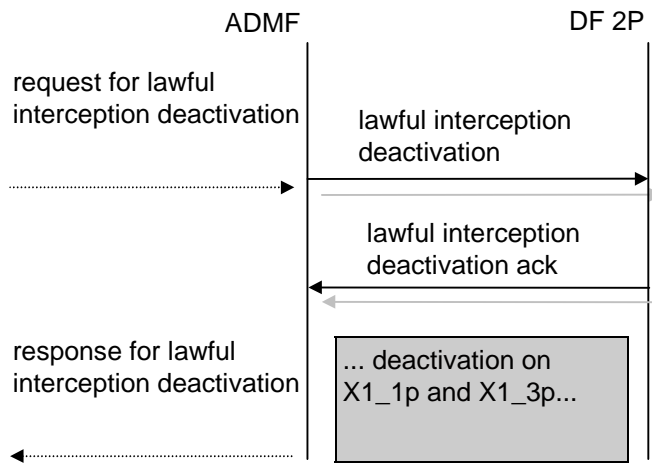 ADMF
DF 2P
request for lawful
interception deactivation
lawful interception
deactivation
lawful interception
deactivation ack
response for lawful
interception deactivation
... deactivation on
X1_1p and X1_3p...